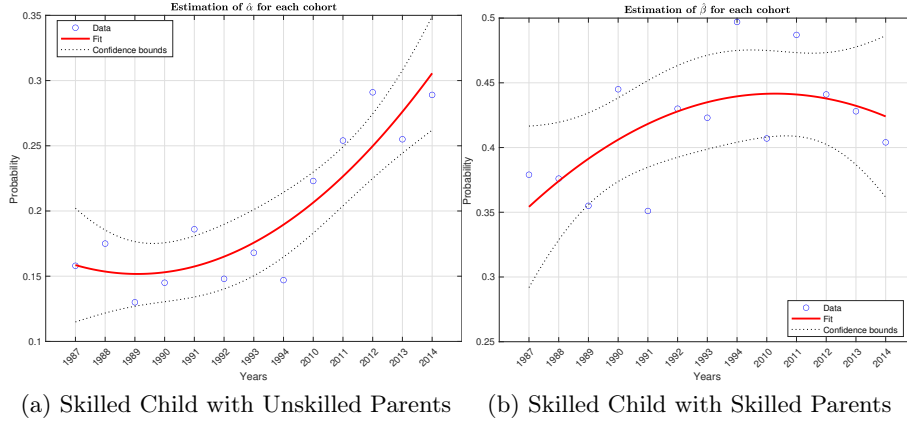 Estimation of α̂ for each cohort
0.35
0.3
0.25
0.2
0.15
0.1
Probability
Data
Fit
Confidence bounds
1987 1988 1989 1990 1991 1992 1993 1994 2010 2011 2012 2013 2014
Years
(a) Skilled Child with Unskilled Parents
Estimation of β̂ for each cohort
0.5
0.45
0.4
0.35
0.3
0.25
Probability
Data
Fit
Confidence bounds
1987 1988 1989 1990 1991 1992 1993 1994 2010 2011 2012 2013 2014
Years
(b) Skilled Child with Skilled Parents